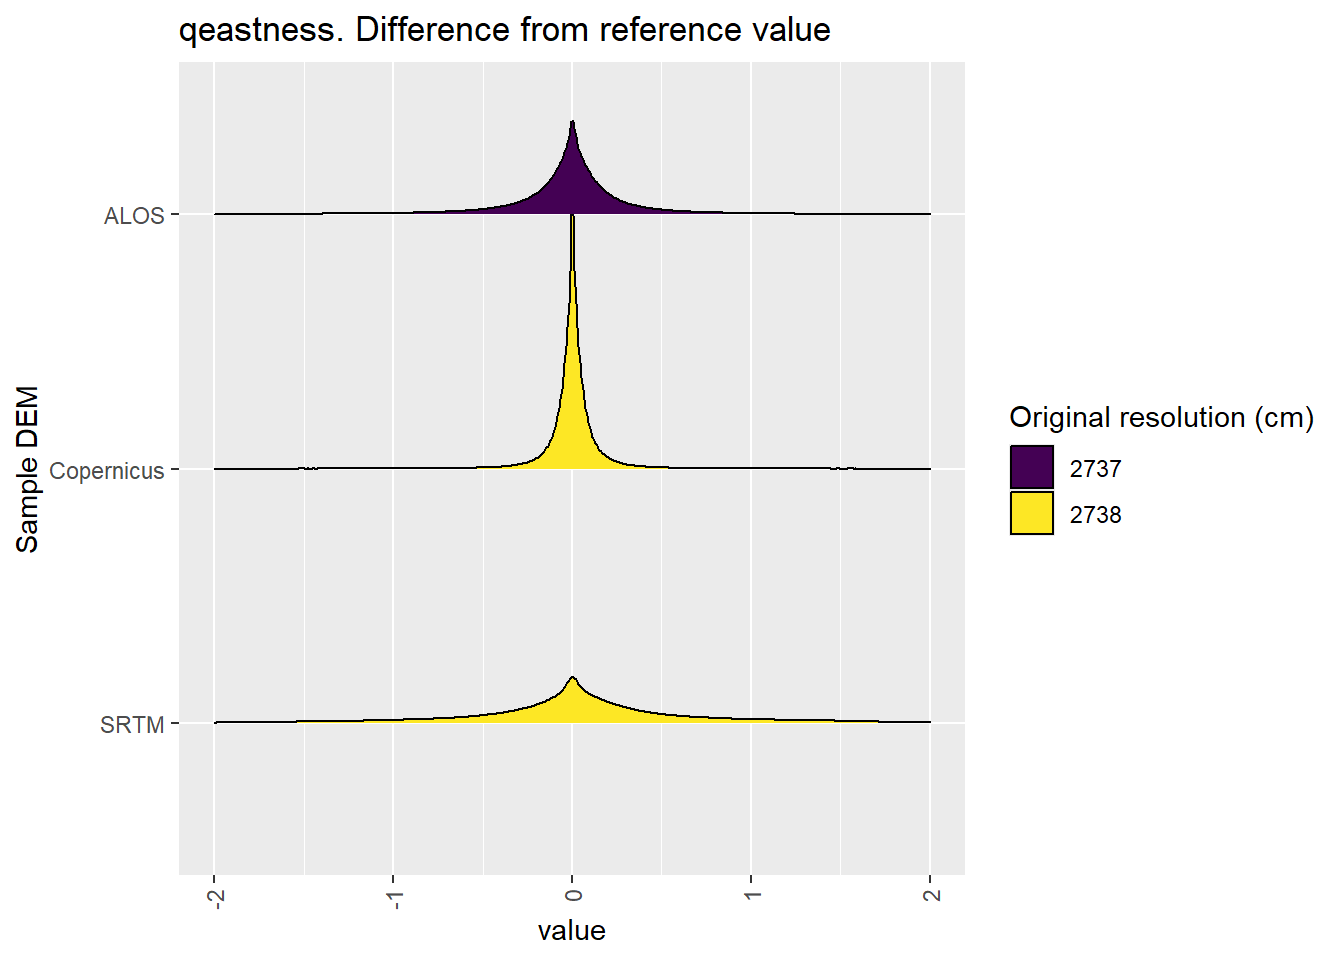 qeastness. Difference from reference value
ALOS
Copernicus
SRTM
Sample DEM
-2
-1
0
1
2
value
Original resolution (cm)
2737
2738